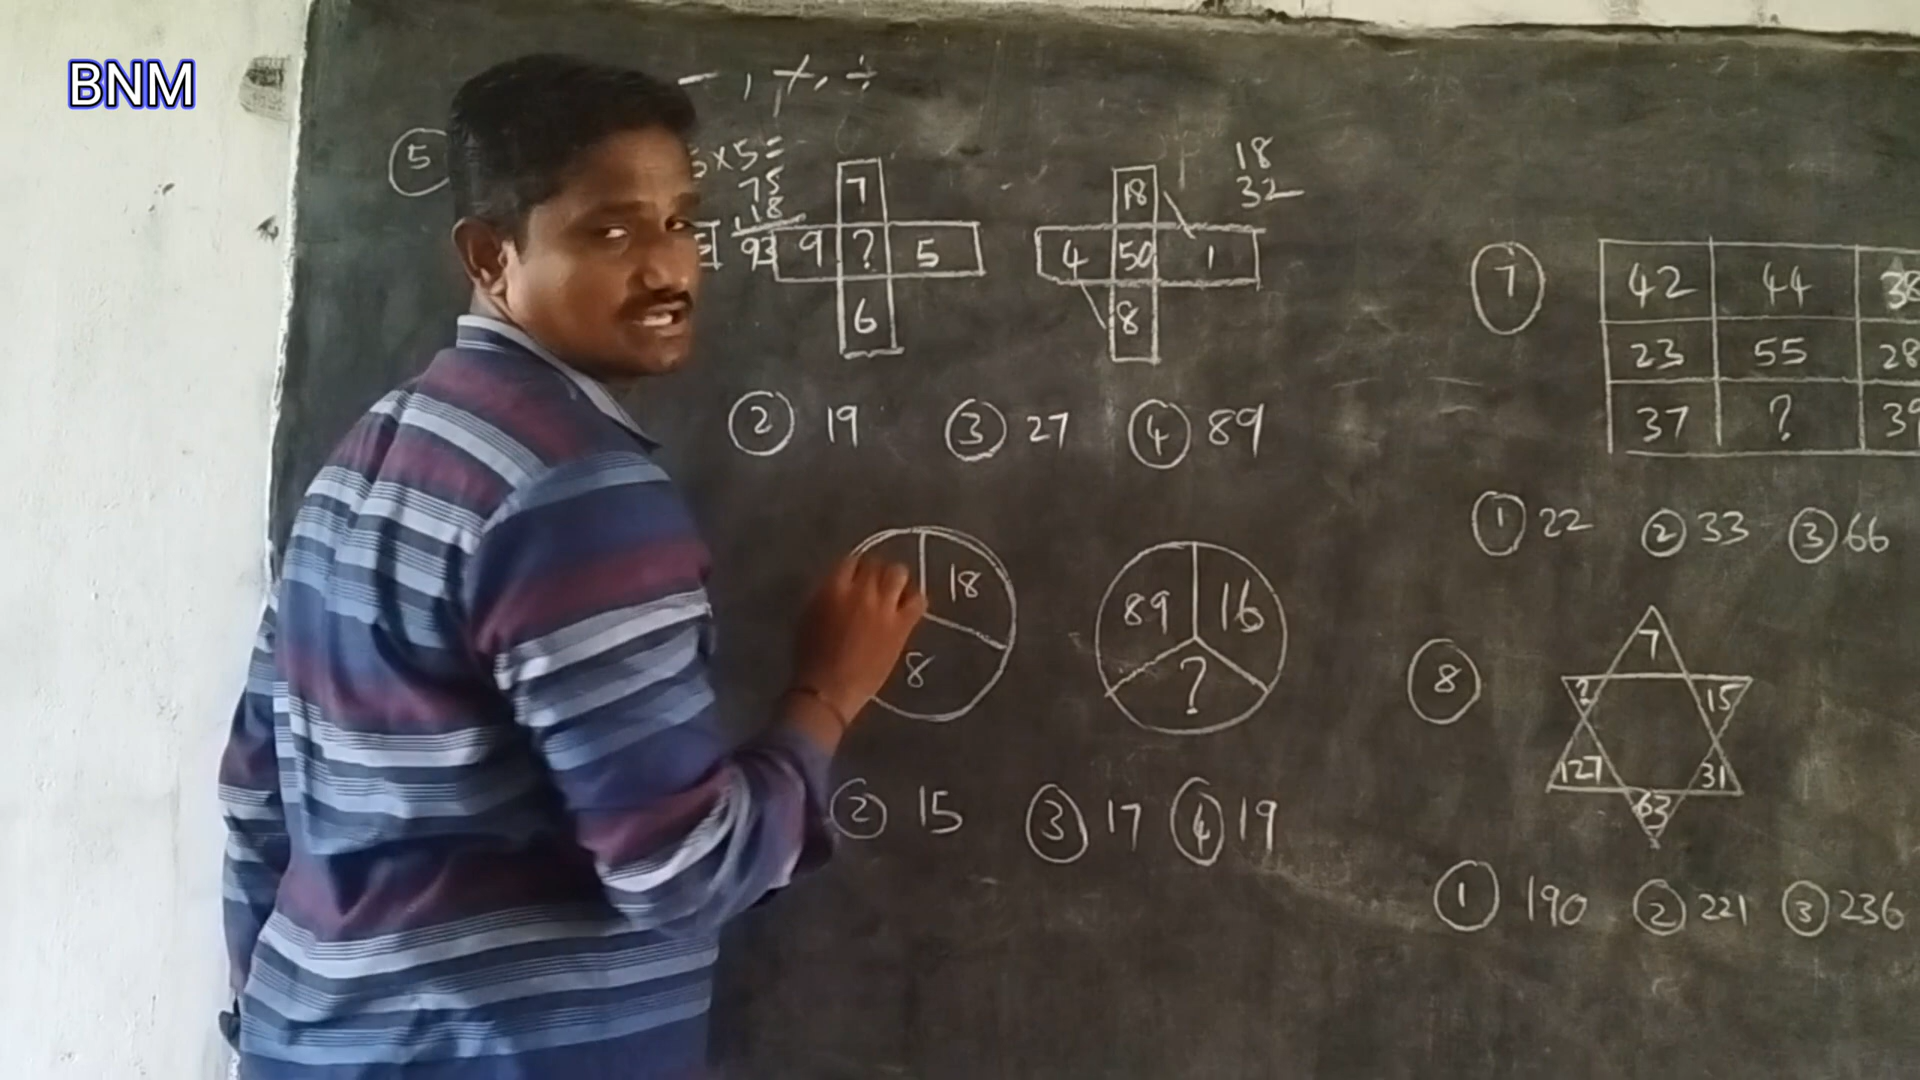 BNM
- , +, ÷
5
5×5=
75
18
93
7
9 ? 5
6
18
4 50 1
8
18
32
2 19 3 27 4 89
18
8
89 16
?
2 15 3 17 4 19
7
42 44 38
23 55 28
37 ? 39
1 22 2 33 3 66
8
7
? 15
127 31
63
1 190 2 221 3 236